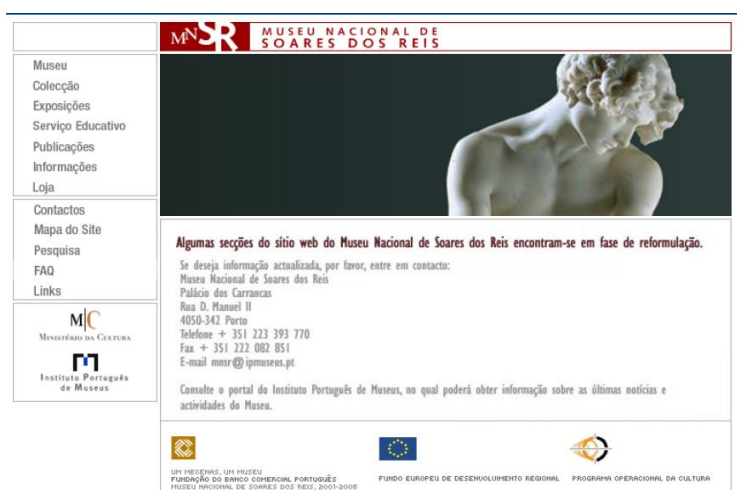 MNSR MUSEU NACIONAL DE
SOARES DOS REIS
Museu
Colecção
Exposições
Serviço Educativo
Publicações
Informações
Loja
Contactos
Mapa do Site
Pesquisa
FAQ
Links
MC
MINISTÉRIO DA CULTURA
Instituto Português
de Museus
Algumas secções do sítio web do Museu Nacional de Soares dos Reis encontram-se em fase de reformulação.
Se deseja informação actualizada, por favor, entre em contacto:
Museu Nacional de Soares dos Reis
Palácio dos Carrancas
Rua D. Manuel II
4050-342 Porto
Telefone + 351 223 393 770
Fax + 351 222 082 851
E-mail mnsr@ipmuseus.pt
Consulte o portal do Instituto Português de Museus, no qual poderá obter informação sobre as últimas notícias e
actividades do Museu.
UM MECENAS, UM MUSEU
FUNDAÇÃO DO BANCO COMERCIAL PORTUGUÊS
MUSEU NACIONAL DE SOARES DOS REIS, 2001-2005
FUNDO EUROPEU DE DESENVOLVIMENTO REGIONAL
PROGRAMA OPERACIONAL DA CULTURA